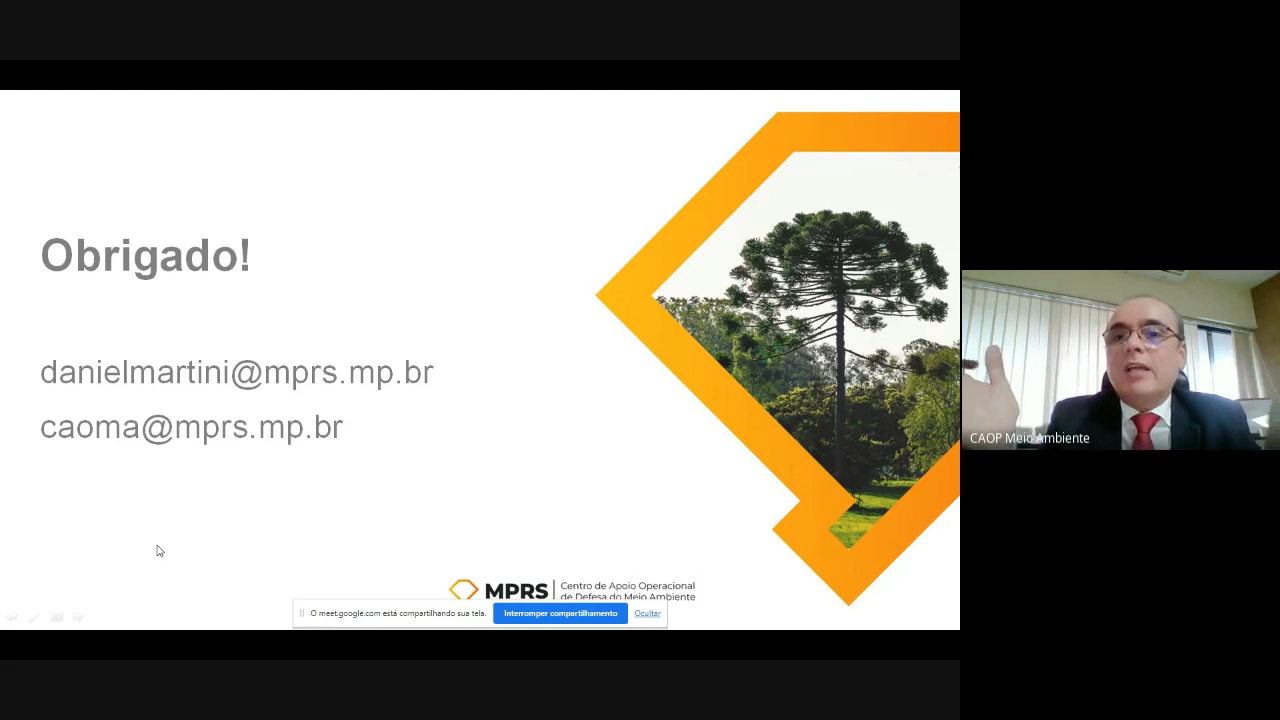 Obrigado!
danielmartini@mprs.mp.br
caoma@mprs.mp.br
MPRS
Centro de Apoio Operacional
de Defesa do Meio Ambiente
O meet.google.com está compartilhando sua tela.
Interromper compartilhamento
Ocultar
CAOP Meio Ambiente